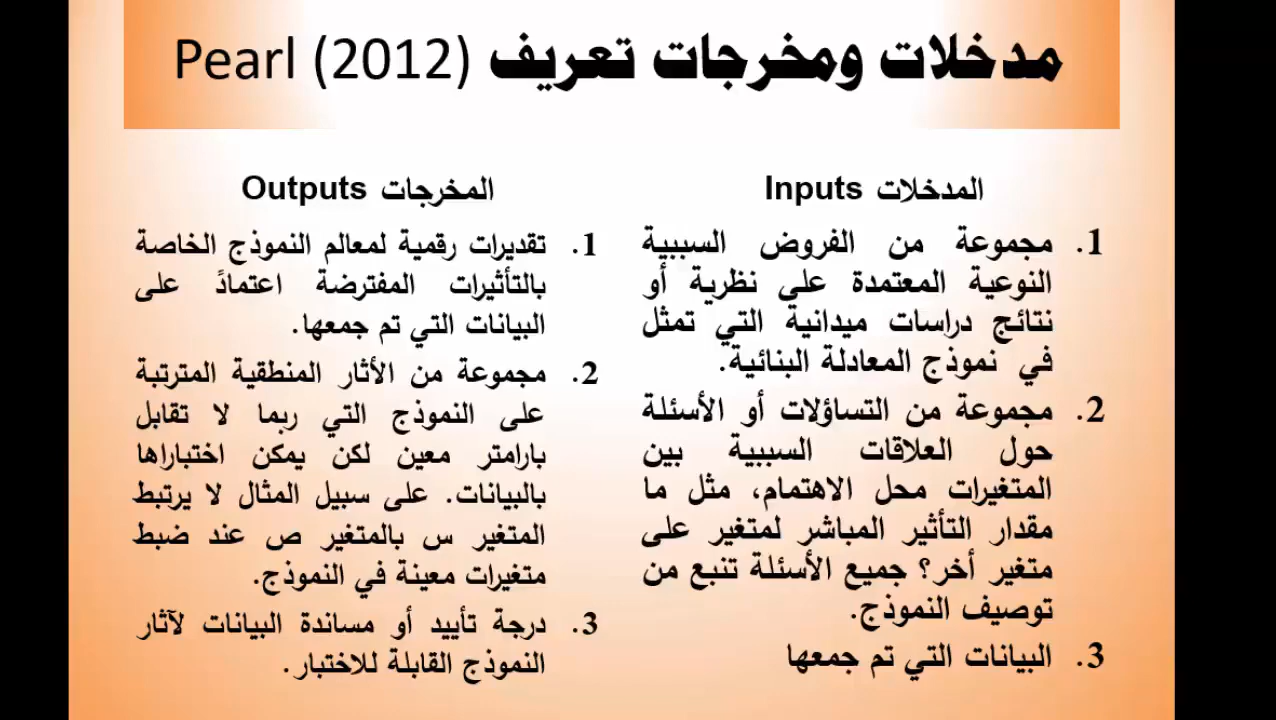 مدخلات ومخرجات تعريف Pearl (2012)
المدخلات Inputs
1. مجموعة من الفروض السببية
النوعية المعتمدة على نظرية أو
نتائج دراسات ميدانية التي تمثل
في نموذج المعادلة البنائية.
2. مجموعة من التساؤلات أو الأسئلة
حول العلاقات السببية بين
المتغيرات محل الاهتمام، مثل ما
مقدار التأثير المباشر لمتغير على
متغير أخر؟ جميع الأسئلة تنبع من
توصيف النموذج.
3. البيانات التي تم جمعها
المخرجات Outputs
1. تقديرات رقمية لمعالم النموذج الخاصة
بالتأثيرات المفترضة اعتمادً على
البيانات التي تم جمعها.
2. مجموعة من الأثار المنطقية المترتبة
على النموذج التي ربما لا تقابل
بارامتر معين لكن يمكن اختباراها
بالبيانات. على سبيل المثال لا يرتبط
المتغير س بالمتغير ص عند ضبط
متغيرات معينة في النموذج.
3. درجة تأييد أو مساندة البيانات لآثار
النموذج القابلة للاختبار.